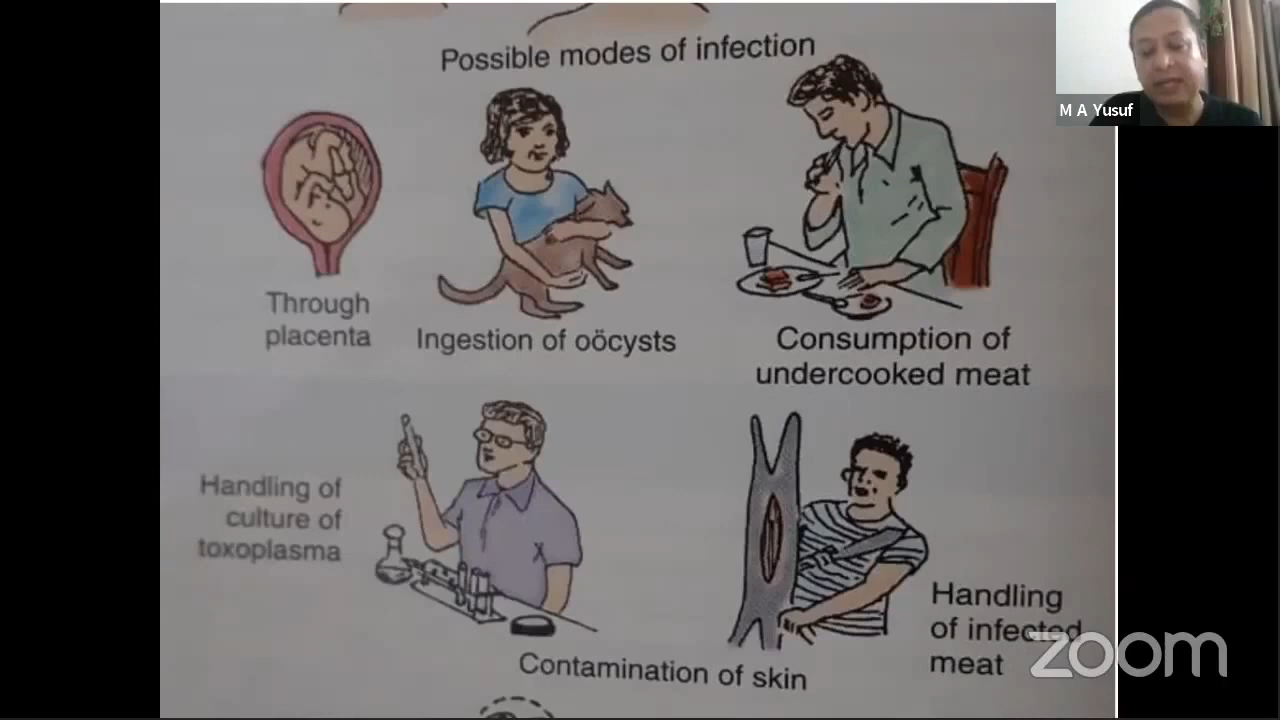 Possible modes of infection
M A Yusuf
Through
placenta
Ingestion of oöcysts
Consumption of
undercooked meat
Handling of
culture of
toxoplasma
Handling
of infected
meat
Contamination of skin
zoom